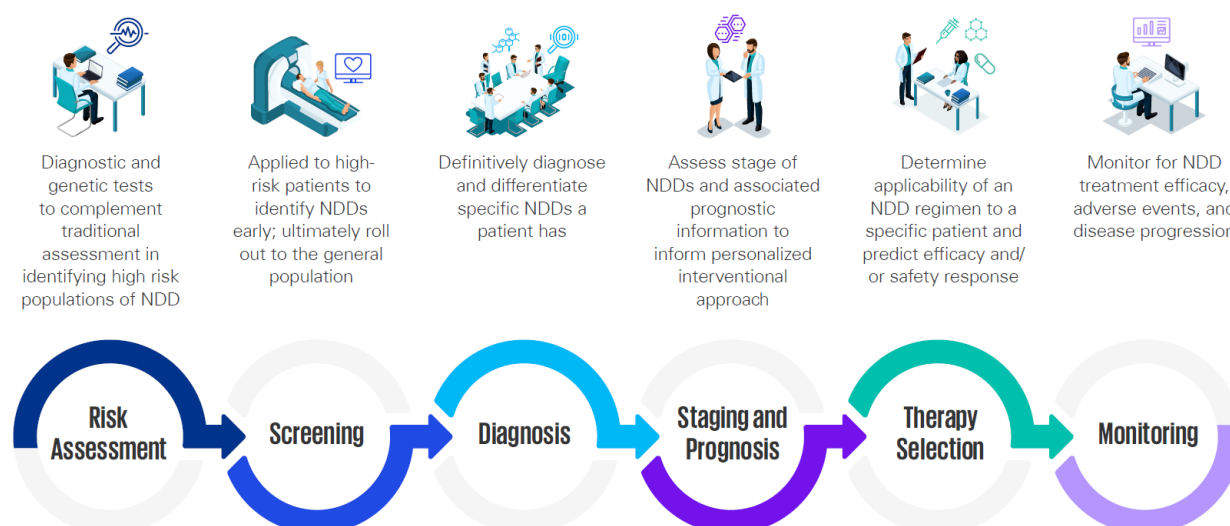 Diagnostic and
genetic tests
to complement
traditional
assessment in
identifying high risk
populations of NDD
Applied to high-
risk patients to
identify NDDs
early; ultimately roll
out to the general
population
Definitively diagnose
and differentiate
specific NDDs a
patient has
Assess stage of
NDDs and associated
prognostic
information to
inform personalized
interventional
approach
Determine
applicability of an
NDD regimen to a
specific patient and
predict efficacy and/
or safety response
Monitor for NDD
treatment efficacy,
adverse events, and
disease progression
Risk
Assessment
Screening
Diagnosis
Staging and
Prognosis
Therapy
Selection
Monitoring